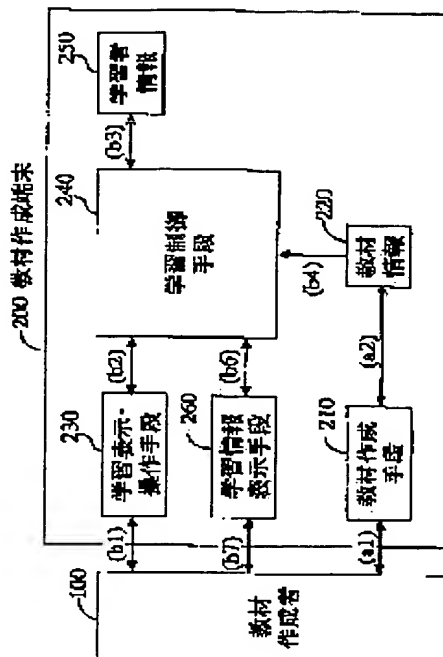 200 教材作成端末
100
教材
作成者
(b1)
230
学習表示・
操作手段
(b2)
240
学習制御
手段
(b3)
250
学習者
情報
(b7)
260
学習情報
表示手段
(b6)
(b4)
(a1)
210
教材作成
手段
(a2)
220
教材
情報